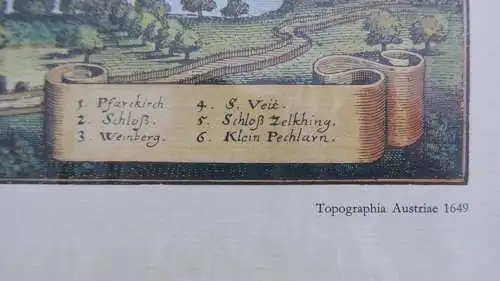 1. Pfarrkirch.
2. Schloß.
3. Weinberg.
4. S. Veit.
5. Schloß Zelkhing.
6. Klein Pechlarn.
Topographia Austriae 1649